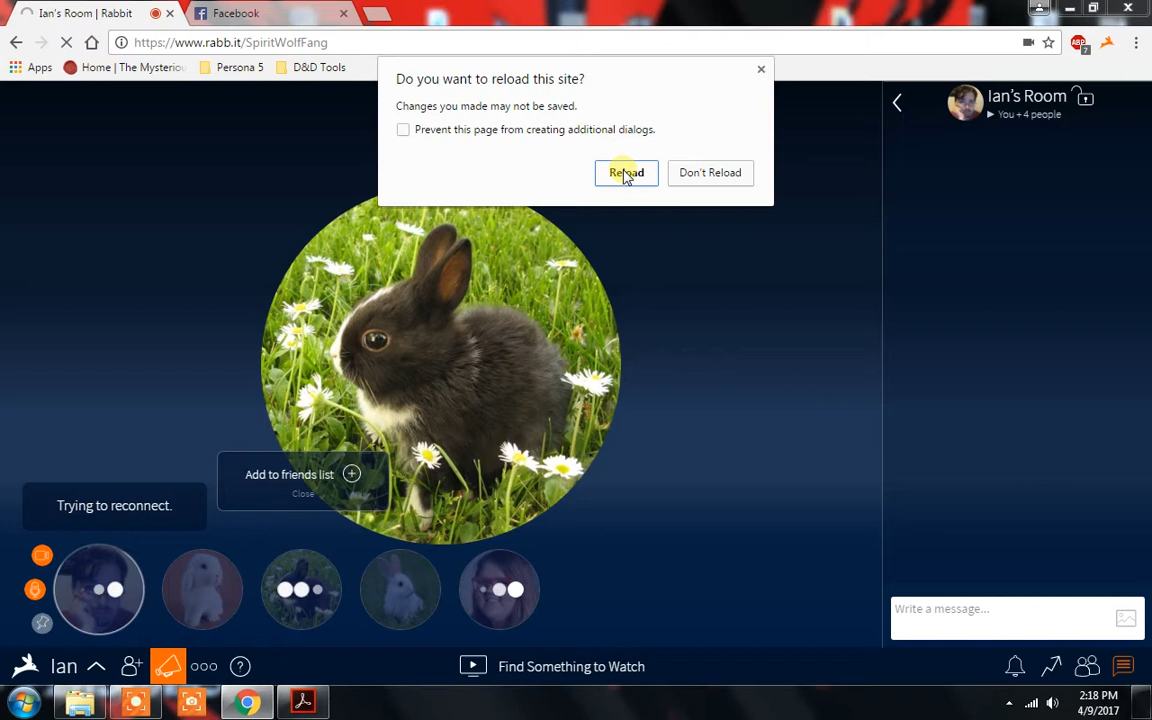 Ian's Room | Rabbit
Facebook
https://www.rabb.it/SpiritWolfFang
ABP
7
Apps
Home | The Mysteriou
Persona 5
D&D Tools
Do you want to reload this site?
Changes you made may not be saved.
Prevent this page from creating additional dialogs.
Reload
Don't Reload
Ian's Room
You + 4 people
Add to friends list
Close
Trying to reconnect.
Write a message...
Ian
Find Something to Watch
2:18 PM
4/9/2017